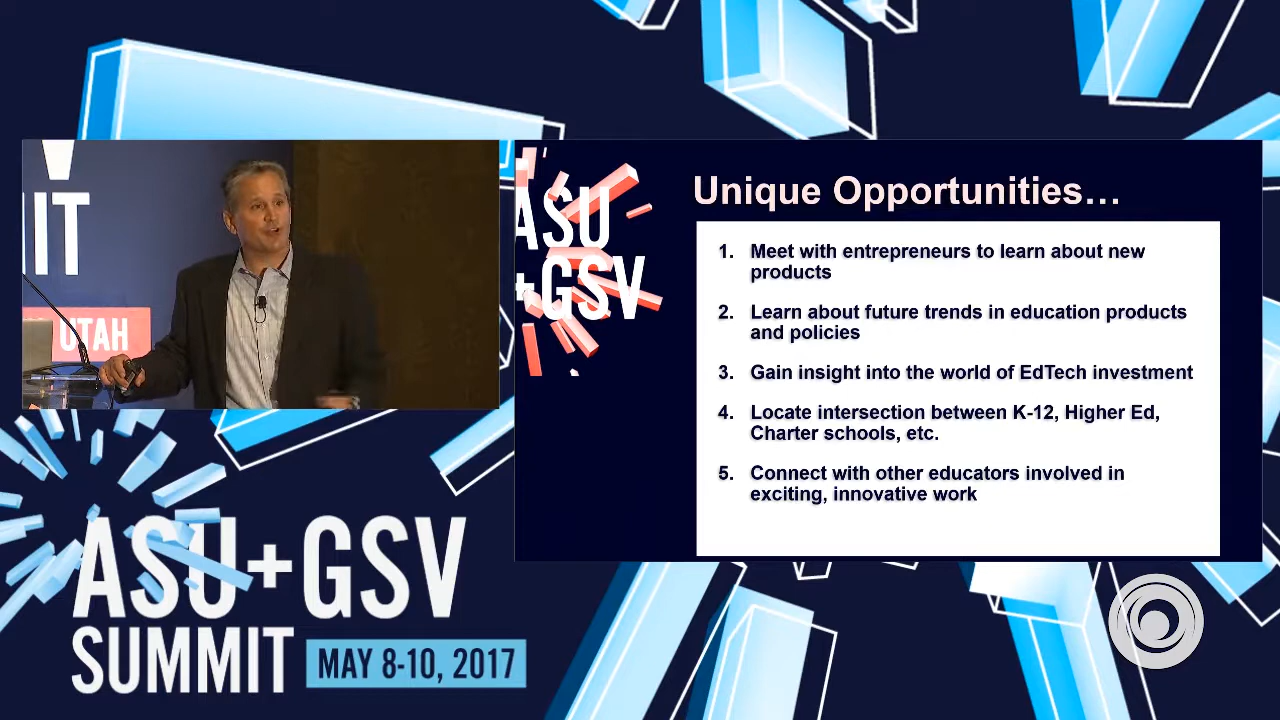 IIT
UTAH
ASU
+GSV
Unique Opportunities…
1. Meet with entrepreneurs to learn about new
products
2. Learn about future trends in education products
and policies
3. Gain insight into the world of EdTech investment
4. Locate intersection between K-12, Higher Ed,
Charter schools, etc.
5. Connect with other educators involved in
exciting, innovative work
ASU+GSV
SUMMIT
MAY 8-10, 2017